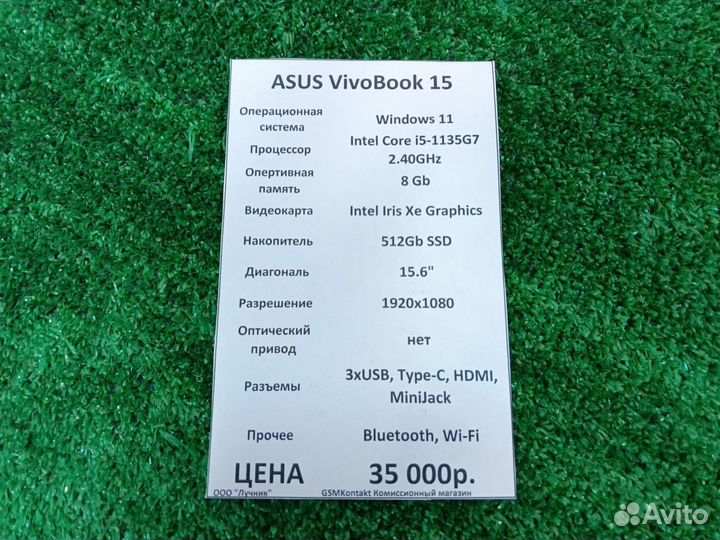 ASUS VivoBook 15
Операционная
система
Windows 11
Процессор
Intel Core i5-1135G7
2.40GHz
Опертивная
память
8 Gb
Видеокарта
Intel Iris Xe Graphics
Накопитель
512Gb SSD
Диагональ
15.6"
Разрешение
1920x1080
Оптический
привод
нет
Разъемы
3xUSB, Type-C, HDMI,
MiniJack
Прочее
Bluetooth, Wi-Fi
ЦЕНА
35 000р.
ООО "Лучник"
GSMKontakt Комиссионный магазин
Avito